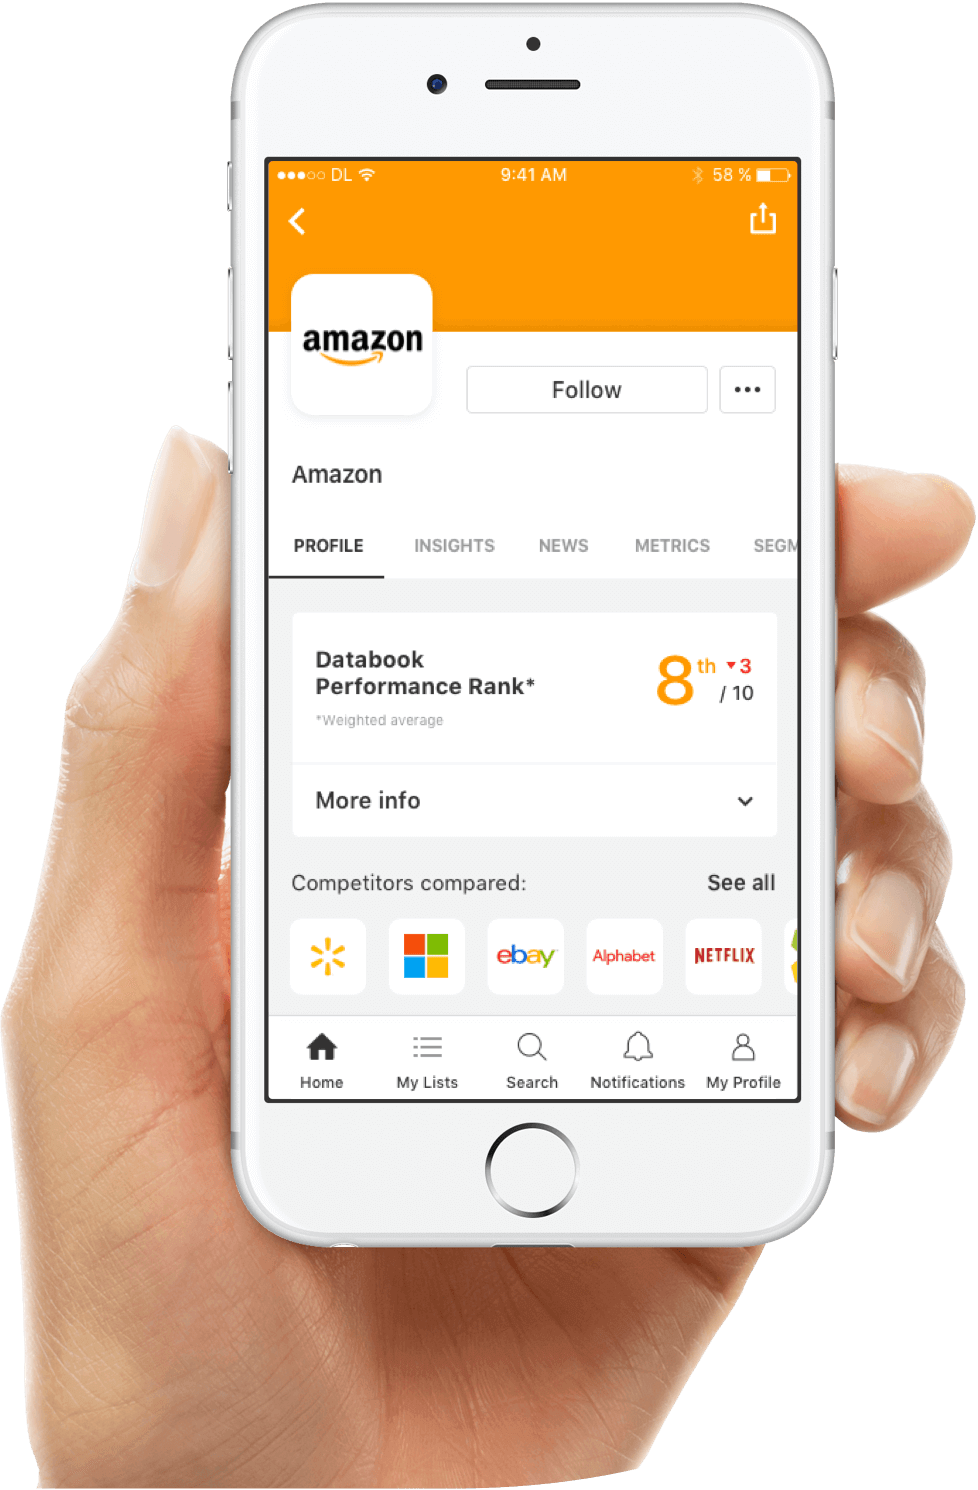 DL 9:41 AM 58 %
amazon
Follow
Amazon
PROFILE INSIGHTS NEWS METRICS SEGM
Databook
Performance Rank*
8th 3
/ 10
*Weighted average
More info
Competitors compared: See all
ebay Alphabet NETFLIX
Home My Lists Search Notifications My Profile